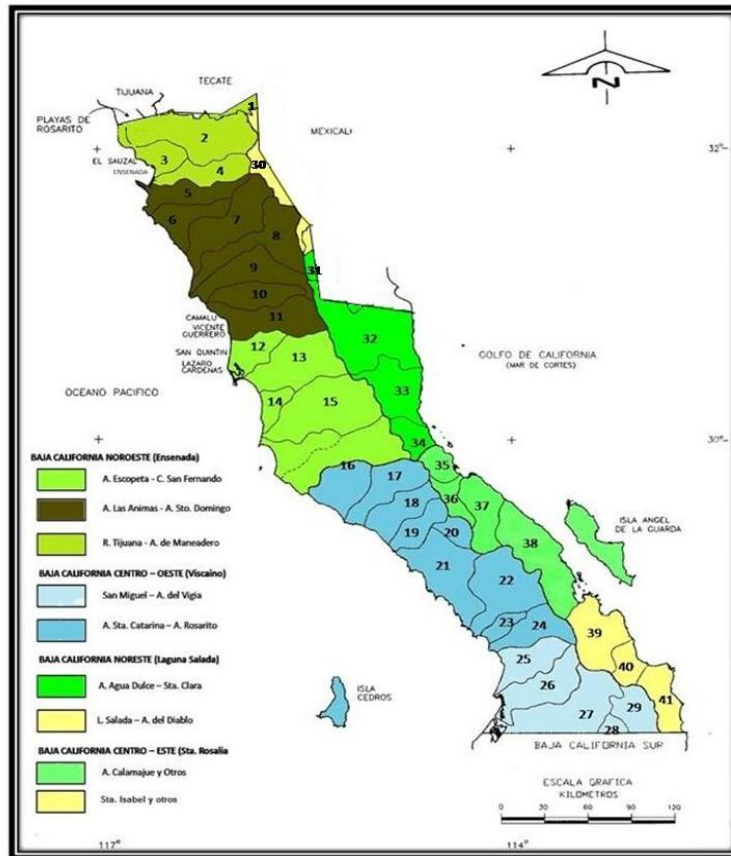 TECATE
TIJUANA
PLAYAS DE
ROSARITO
MEXICALI
N
32°
EL SAUZAL
ENSENADA
1
2
3
4
30
5
6
7
8
9
31
10
11
CAMALU
VICENTE
GUERRERO
SAN QUINTIN
LAZARO
CARDENAS
12
13
32
14
15
33
GOLFO DE CALIFORNIA
(MAR DE CORTES)
OCEANO PACIFICO
30°
34
35
16
17
36
37
18
19
20
38
21
22
ISLA ANGEL
DE LA GUARDA
23
24
39
25
26
40
41
27
28
29
ISLA
CEDROS
BAJA CALIFORNIA SUR
BAJA CALIFORNIA NOROESTE (Ensenada)
A. Escopeta - C. San Fernando
A. Las Animas - A. Sto. Domingo
R. Tijuana - A. de Maneadero
BAJA CALIFORNIA CENTRO – OESTE (Viscaino)
San Miguel – A. del Vigia
A. Sta. Catarina – A. Rosarito
BAJA CALIFORNIA NORESTE (Laguna Salada)
A. Agua Dulce – Sta. Clara
L. Salada – A. del Diablo
BAJA CALIFORNIA CENTRO – ESTE (Sta. Rosalia
A. Calamajue y Otros
Sta. Isabel y otros
ESCALA GRAFICA
KILOMETROS
0 30 60 90 120
117°
114°